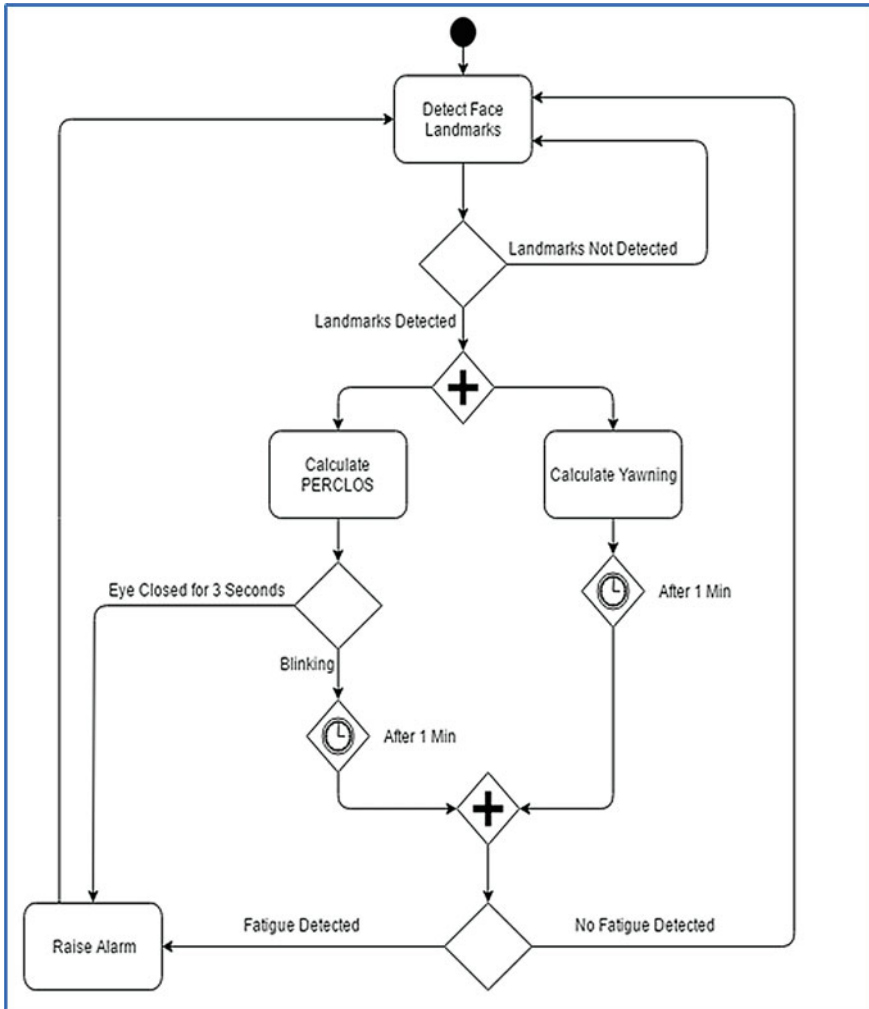 Detect Face
Landmarks
Landmarks Not Detected
Landmarks Detected
Calculate
PERCLOS
Calculate Yawning
Eye Closed for 3 Seconds
After 1 Min
Blinking
After 1 Min
Fatigue Detected
No Fatigue Detected
Raise Alarm